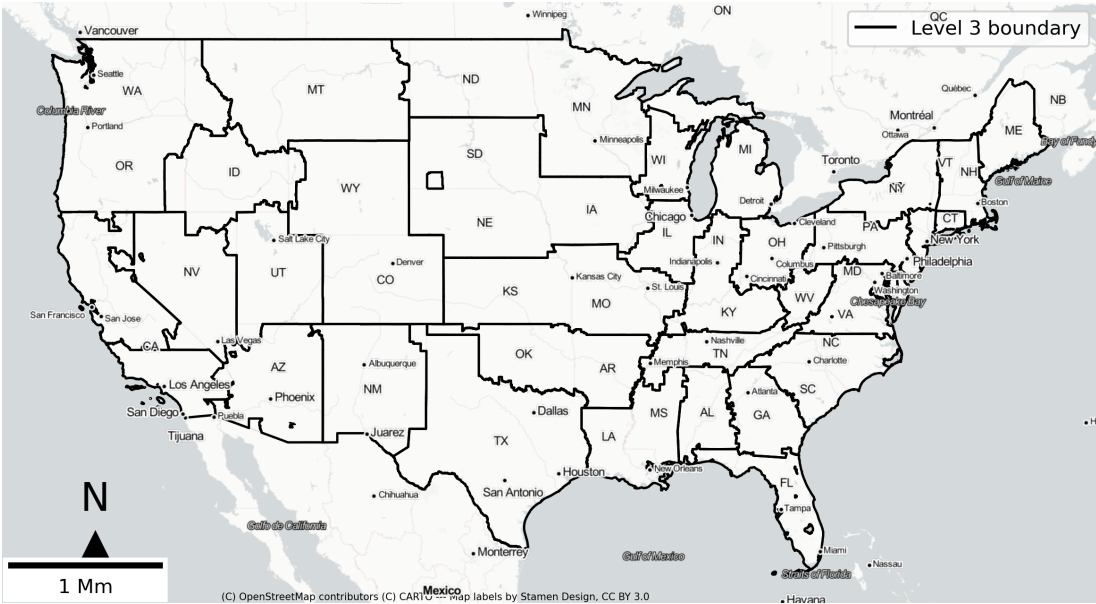 Winnipeg
ON
QC
Level 3 boundary
Vancouver
Seattle
WA
MT
ND
MN
Québec
NB
Montréal
Ottawa
ME
Bay of Fundy
Columbia River
Portland
Minneapolis
OR
ID
WY
SD
WI
MI
Toronto
VT
NH
Gulf of Maine
NY
Milwaukee
Detroit
Boston
NE
IA
Chicago
Cleveland
CT
IL
IN
OH
PA
New York
Salt Lake City
Pittsburgh
Philadelphia
NV
UT
Denver
CO
Kansas City
Indianapolis
Columbus
Cincinnati
MD
Baltimore
Washington
KS
MO
St. Louis
WV
Chesapeake Bay
San Francisco
San Jose
KY
VA
CA
Las Vegas
AZ
Albuquerque
OK
AR
Nashville
TN
Memphis
NC
Charlotte
Los Angeles
Phoenix
NM
SC
Atlanta
San Diego
Puebla
Dallas
MS
AL
GA
Tijuana
Juarez
TX
LA
Houston
New Orleans
Chihuahua
San Antonio
FL
Tampa
N
Golfo de California
Monterrey
Gulf of Mexico
Miami
Nassau
Straits of Florida
1 Mm
Mexico
(C) OpenStreetMap contributors (C) CARTO --- Map labels by Stamen Design, CC BY 3.0
Havana